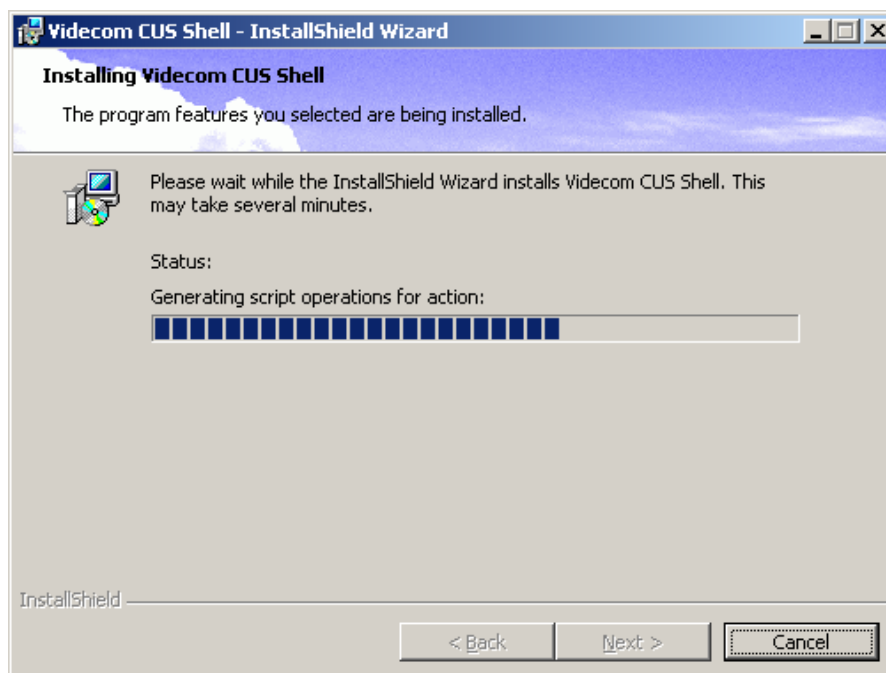 Videcom CUS Shell - InstallShield Wizard
Installing Videcom CUS Shell
The program features you selected are being installed.
Please wait while the InstallShield Wizard installs Videcom CUS Shell. This
may take several minutes.
Status:
Generating script operations for action:
InstallShield
< Back
Next >
Cancel